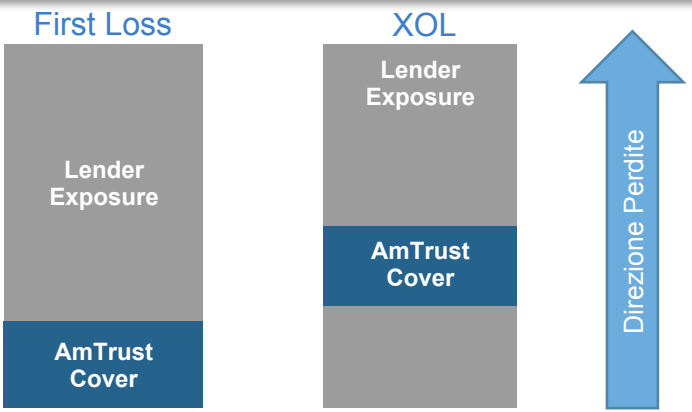 First Loss
XOL
Lender
Exposure
AmTrust
Cover
Lender
Exposure
AmTrust
Cover
Direzione Perdite